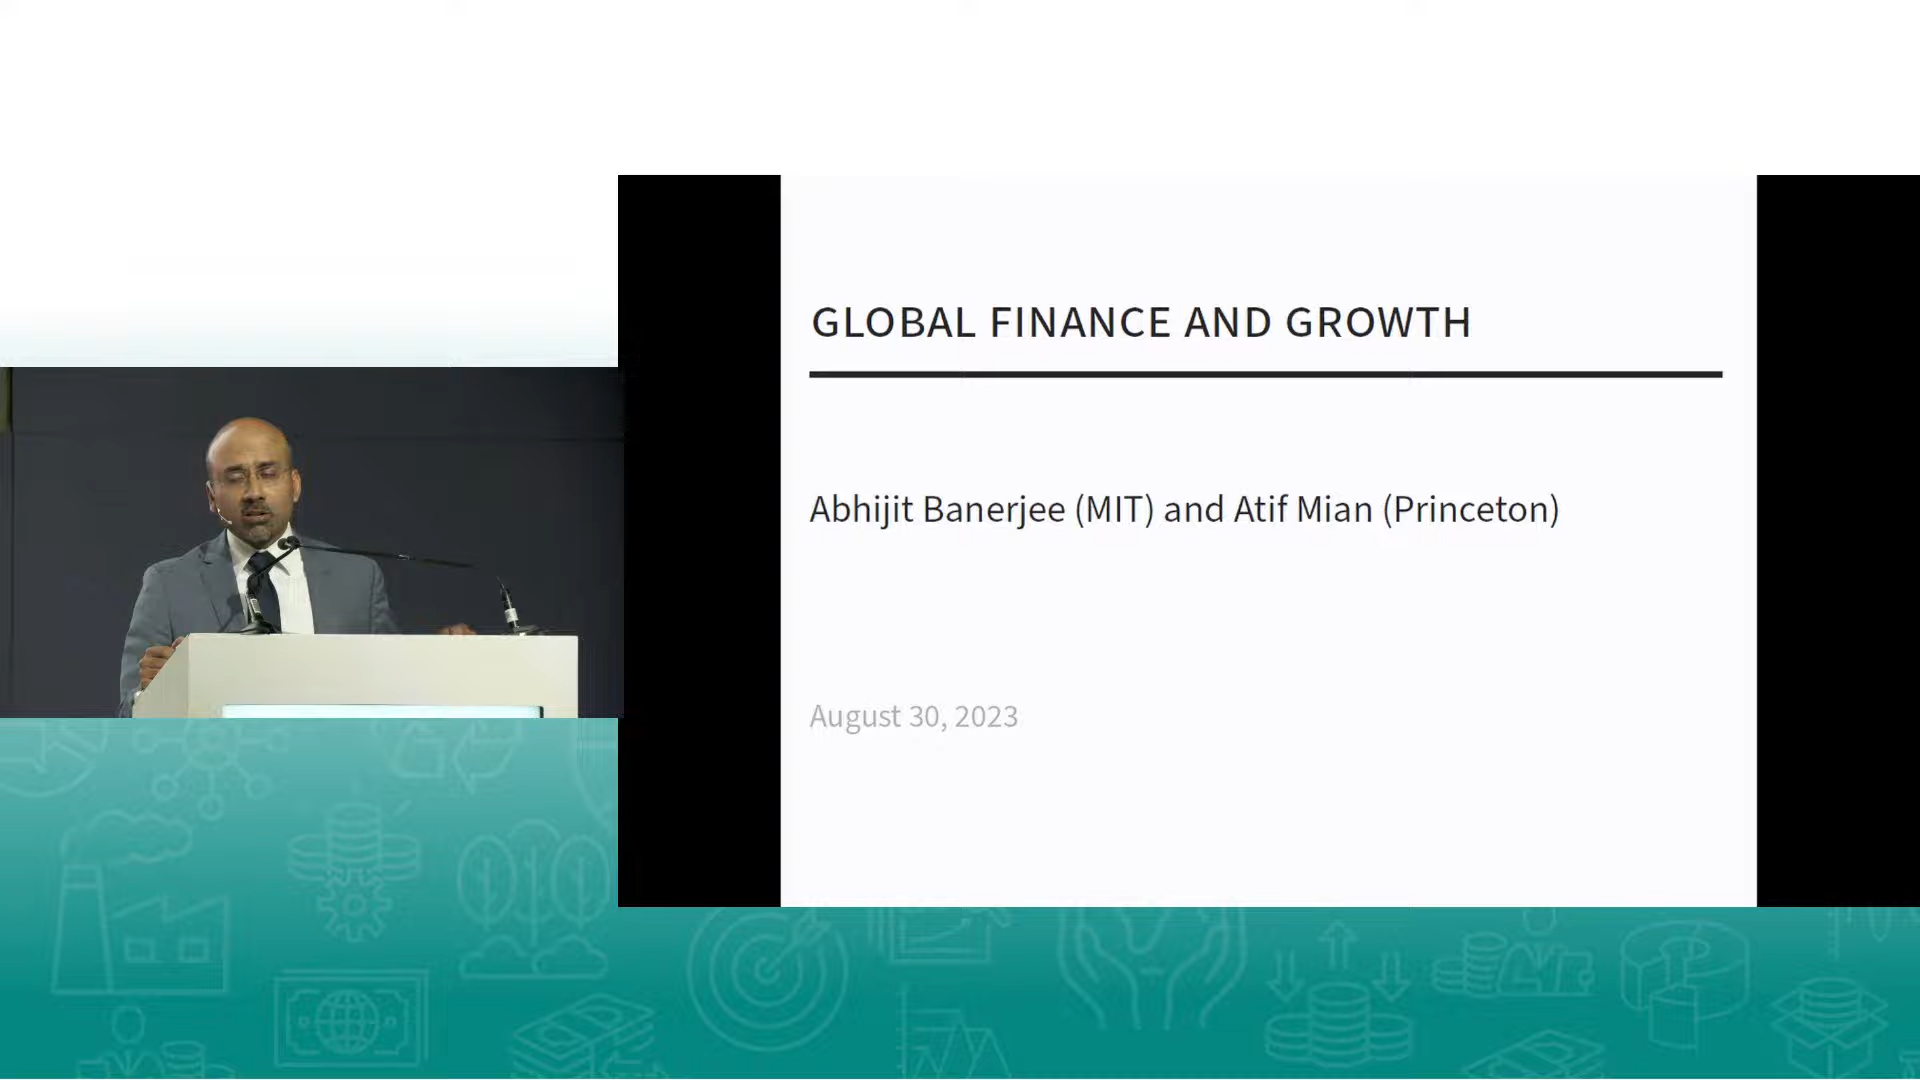 GLOBAL FINANCE AND GROWTH
Abhijit Banerjee (MIT) and Atif Mian (Princeton)
August 30, 2023